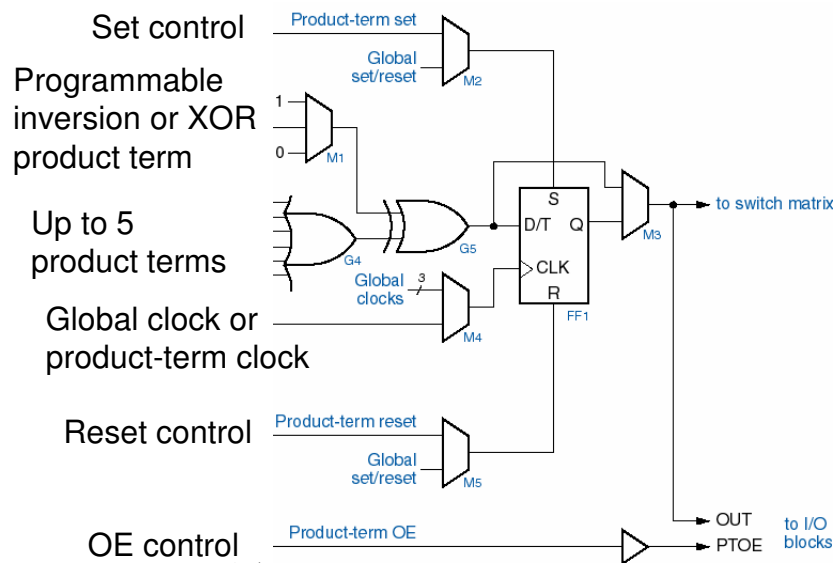 Set control
Product-term set
Global
set/reset
M2
Programmable
inversion or XOR
product term
1
0
M1
Up to 5
product terms
G4
G5
S
D/T
Q
CLK
R
FF1
M3
to switch matrix
Global
clocks
3
M4
Global clock or
product-term clock
Reset control
Product-term reset
Global
set/reset
M5
OE control
Product-term OE
OUT
PTOE
to I/O
blocks